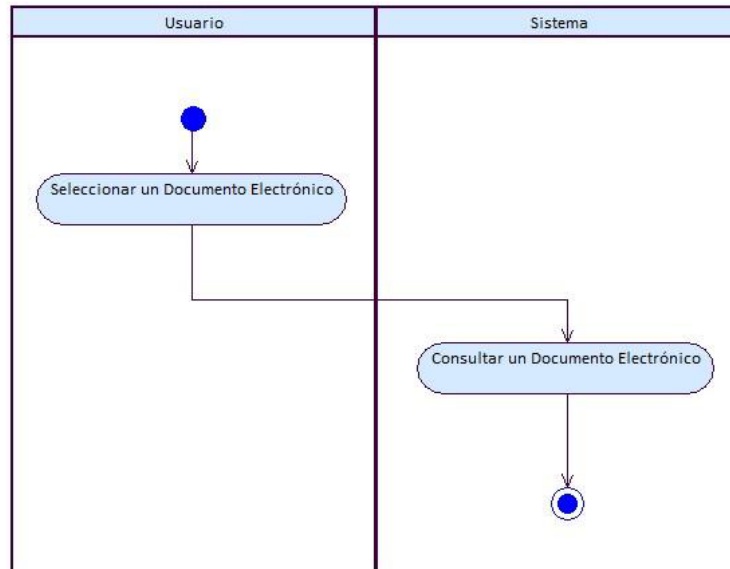 Usuario
Sistema
Seleccionar un Documento Electrónico
Consultar un Documento Electrónico